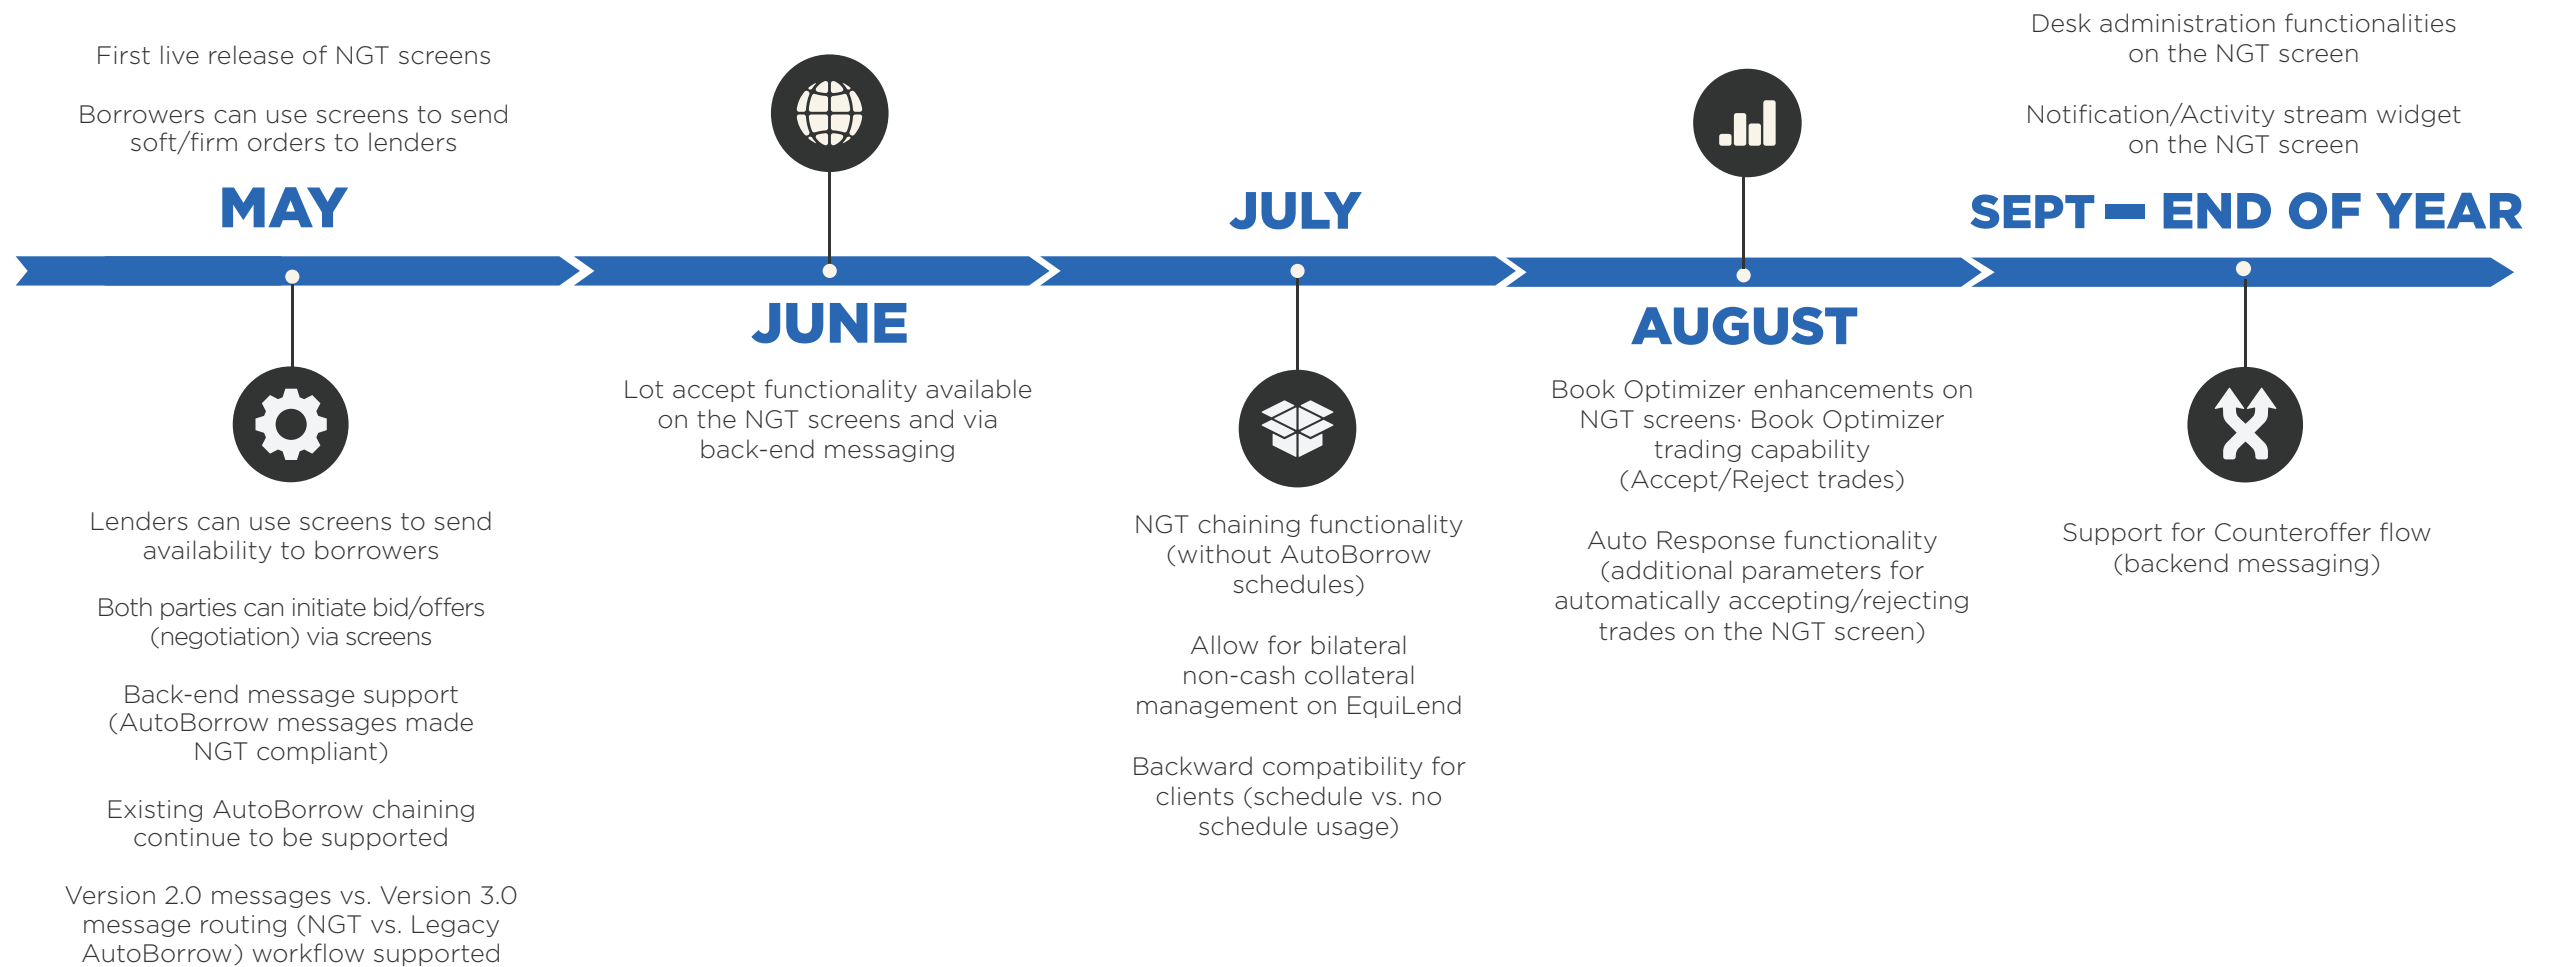 First live release of NGT screens
Borrowers can use screens to send
soft/firm orders to lenders
MAY
Lenders can use screens to send
availability to borrowers
Both parties can initiate bid/offers
(negotiation) via screens
Back-end message support
(AutoBorrow messages made
NGT compliant)
Existing AutoBorrow chaining
continue to be supported
Version 2.0 messages vs. Version 3.0
message routing (NGT vs. Legacy
AutoBorrow) workflow supported
JUNE
Lot accept functionality available
on the NGT screens and via
back-end messaging
JULY
NGT chaining functionality
(without AutoBorrow
schedules)
Allow for bilateral
non-cash collateral
management on EquiLend
Backward compatibility for
clients (schedule vs. no
schedule usage)
AUGUST
Book Optimizer enhancements on
NGT screens· Book Optimizer
trading capability
(Accept/Reject trades)
Auto Response functionality
(additional parameters for
automatically accepting/rejecting
trades on the NGT screen)
Desk administration functionalities
on the NGT screen
Notification/Activity stream widget
on the NGT screen
SEPT — END OF YEAR
Support for Counteroffer flow
(backend messaging)